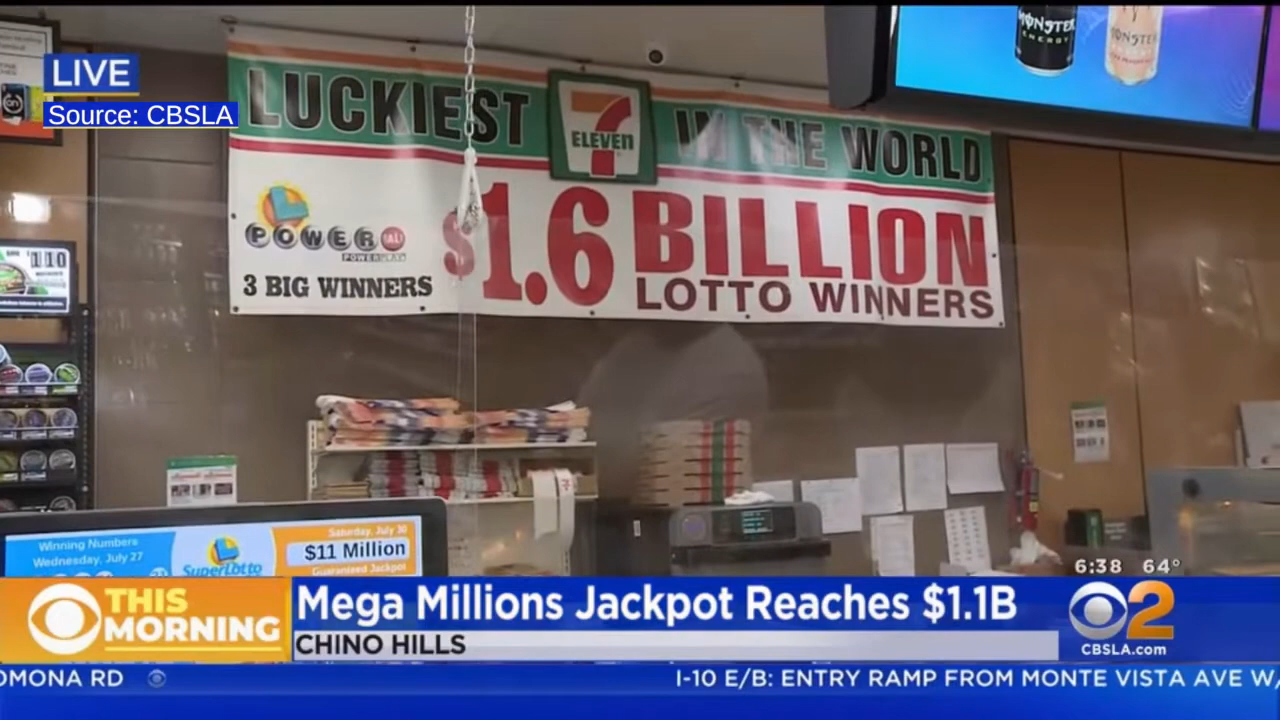 LIVE
Source: CBSLA
LUCKIEST
7
ELEVEN
IN THE WORLD
POWERBALL
POWER PLAY
3 BIG WINNERS
$1.6 BILLION
LOTTO WINNERS
MONSTER
ENERGY
MONSTER
Winning Numbers
Wednesday, July 27
SuperLotto
Saturday, July 30
$11 Million
Guaranteed Jackpot
6:38 64°
THIS
MORNING
Mega Millions Jackpot Reaches $1.1B
CHINO HILLS
2
CBSLA.com
OMONA RD
I-10 E/B: ENTRY RAMP FROM MONTE VISTA AVE W/